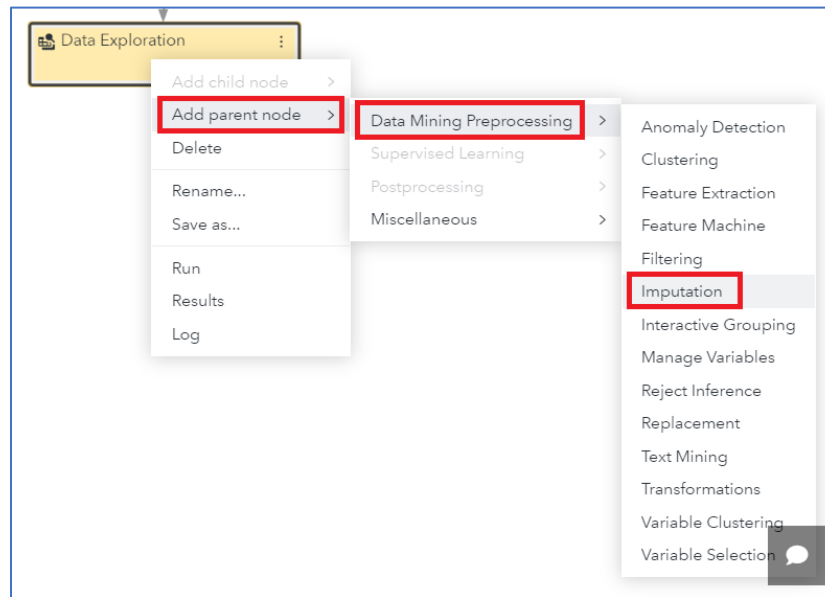 Data Exploration
Add child node
Add parent node
Delete
Rename...
Save as...
Run
Results
Log
Data Mining Preprocessing
Supervised Learning
Postprocessing
Miscellaneous
Anomaly Detection
Clustering
Feature Extraction
Feature Machine
Filtering
Imputation
Interactive Grouping
Manage Variables
Reject Inference
Replacement
Text Mining
Transformations
Variable Clustering
Variable Selection